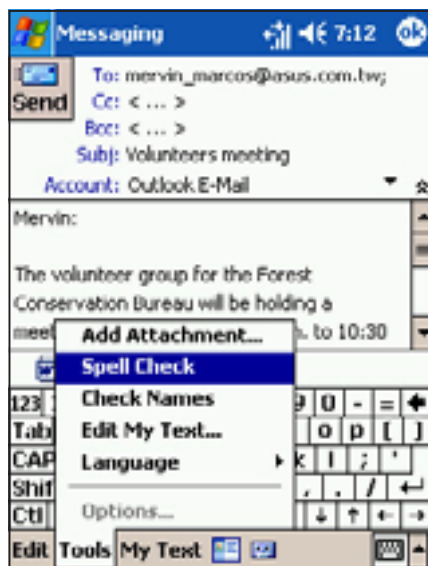 Messaging 7:12 ok
Send
To: mervin_marcos@asus.com.tw;
Cc: < ... >
Bcc: < ... >
Subj: Volunteers meeting
Account: Outlook E-Mail
Mervin:
The volunteer group for the Forest
Conservation Bureau will be holding a
to 10:30
Add Attachment...
Spell Check
Check Names
Edit My Text...
Language
Options...
123 9 0 - =
Tab o p [ ]
CAP k l ; '
Shif , . /
Ctl
Edit Tools My Text